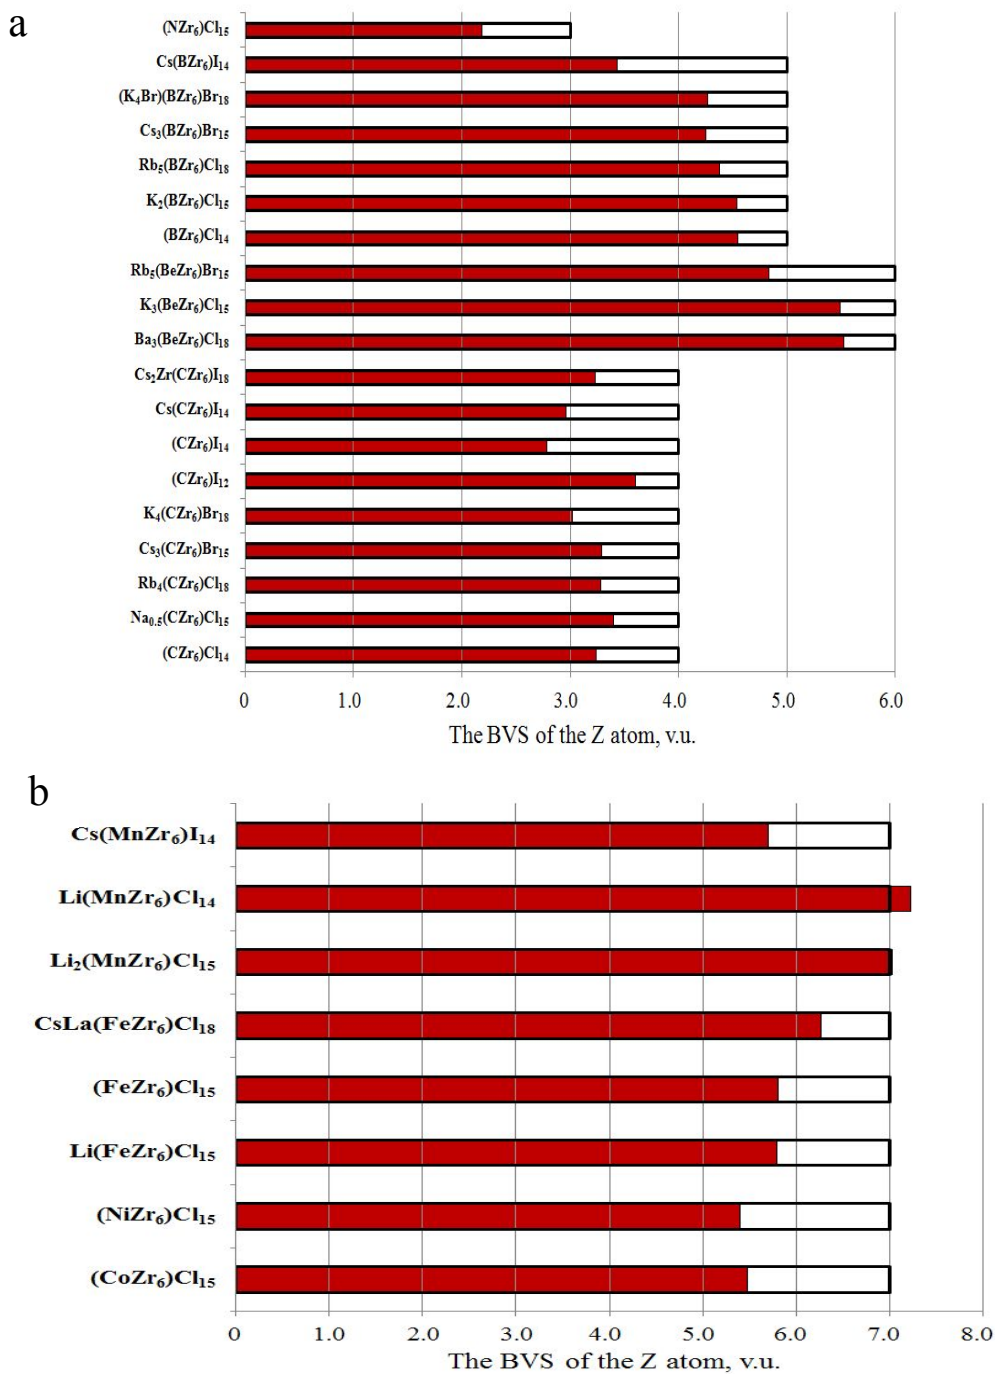 a
(NZr₆)Cl₁₅
Cs(BZr₆)I₁₄
(K₄Br)(BZr₆)Br₁₈
Cs₃(BZr₆)Br₁₅
Rb₅(BZr₆)Cl₁₈
K₂(BZr₆)Cl₁₅
(BZr₆)Cl₁₄
Rb₅(BeZr₆)Br₁₅
K₃(BeZr₆)Cl₁₅
Ba₃(BeZr₆)Cl₁₈
Cs₂Zr(CZr₆)I₁₈
Cs(CZr₆)I₁₄
(CZr₆)I₁₄
(CZr₆)I₁₂
K₄(CZr₆)Br₁₈
Cs₃(CZr₆)Br₁₅
Rb₄(CZr₆)Cl₁₈
Na₀.₅(CZr₆)Cl₁₅
(CZr₆)Cl₁₄
0 1.0 2.0 3.0 4.0 5.0 6.0
The BVS of the Z atom, v.u.
b
Cs(MnZr₆)I₁₄
Li(MnZr₆)Cl₁₄
Li₂(MnZr₆)Cl₁₅
CsLa(FeZr₆)Cl₁₈
(FeZr₆)Cl₁₅
Li(FeZr₆)Cl₁₅
(NiZr₆)Cl₁₅
(CoZr₆)Cl₁₅
0 1.0 2.0 3.0 4.0 5.0 6.0 7.0 8.0
The BVS of the Z atom, v.u.